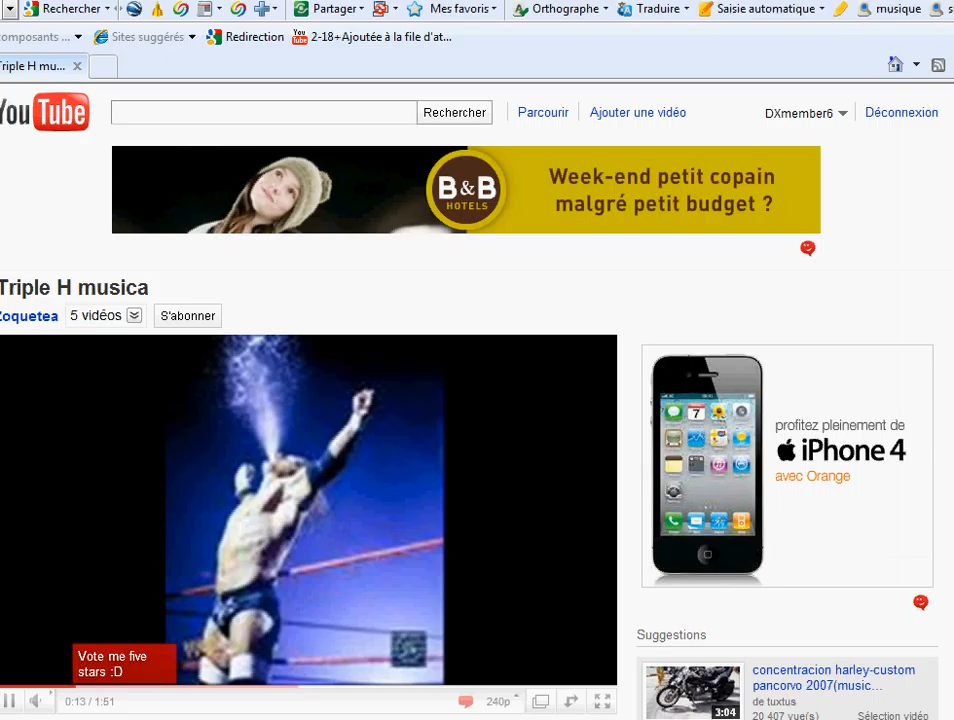 Rechercher
Partager
Mes favoris
Orthographe
Traduire
Saisie automatique
musique
s
omposants ...
Sites suggérés
Redirection
You Tube
2-18+Ajoutée à la file d'at...
Triple H mu...
YouTube
Rechercher
Parcourir
Ajouter une vidéo
DXmember6
Déconnexion
B&B
HOTELS
Week-end petit copain
malgré petit budget ?
Triple H musica
Zoquetea
5 vidéos
S'abonner
profitez pleinement de
iPhone 4
avec Orange
Vote me five
stars :D
0:13 / 1:51
240p
Suggestions
concentracion harley-custom
pancorvo 2007(music...
de tuxtus
20 407 vue(s)
Sélection vidéo
3:04